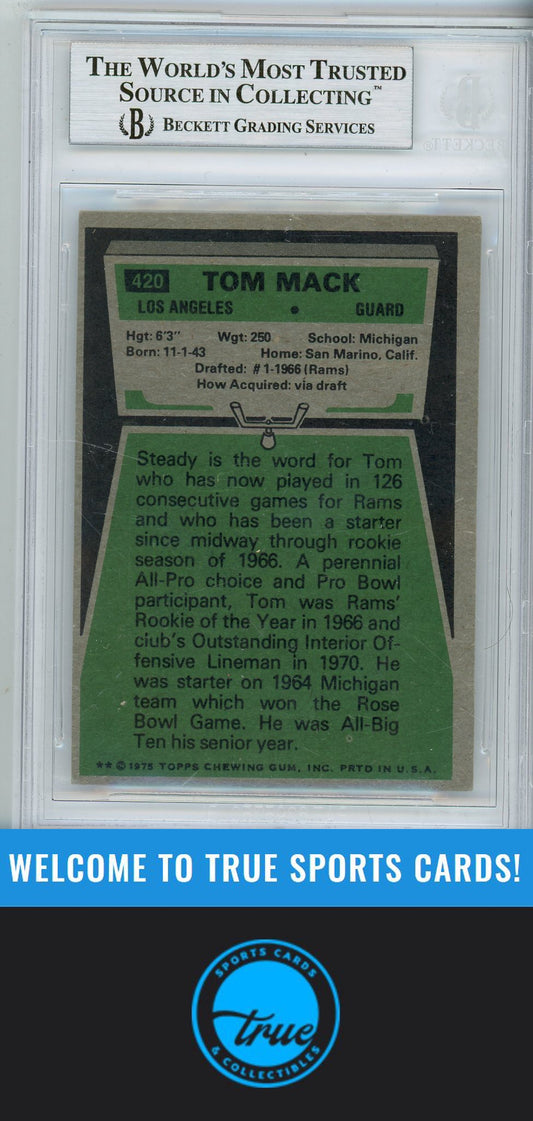 THE WORLD'S MOST TRUSTED
SOURCE IN COLLECTING™
B BECKETT GRADING SERVICES
BECKETT
420 TOM MACK
LOS ANGELES • GUARD
Hgt: 6'3" Wgt: 250 School: Michigan
Born: 11-1-43 Home: San Marino, Calif.
Drafted: #1-1966 (Rams)
How Acquired: via draft
Steady is the word for Tom
who has now played in 126
consecutive games for Rams
and who has been a starter
since midway through rookie
season of 1966. A perennial
All-Pro choice and Pro Bowl
participant, Tom was Rams'
Rookie of the Year in 1966 and
club's Outstanding Interior Of-
fensive Lineman in 1970. He
was starter on 1964 Michigan
team which won the Rose
Bowl Game. He was All-Big
Ten his senior year.
** © 1975 TOPPS CHEWING GUM, INC. PRTD IN U.S.A.
WELCOME TO TRUE SPORTS CARDS!
SPORTS CARDS
true
& COLLECTIBLES